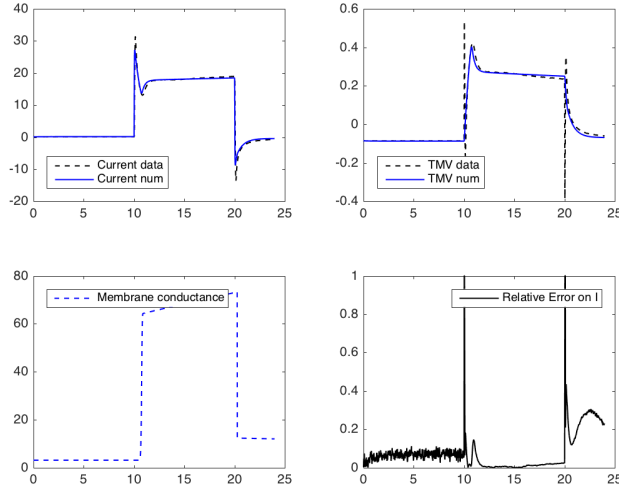 40
30
20
10
0
-10
-20
0 5 10 15 20 25
Current data
Current num
0.6
0.4
0.2
0
-0.2
-0.4
0 5 10 15 20 25
TMV data
TMV num
80
60
40
20
0
0 5 10 15 20 25
Membrane conductance
1
0.8
0.6
0.4
0.2
0
0 5 10 15 20 25
Relative Error on I